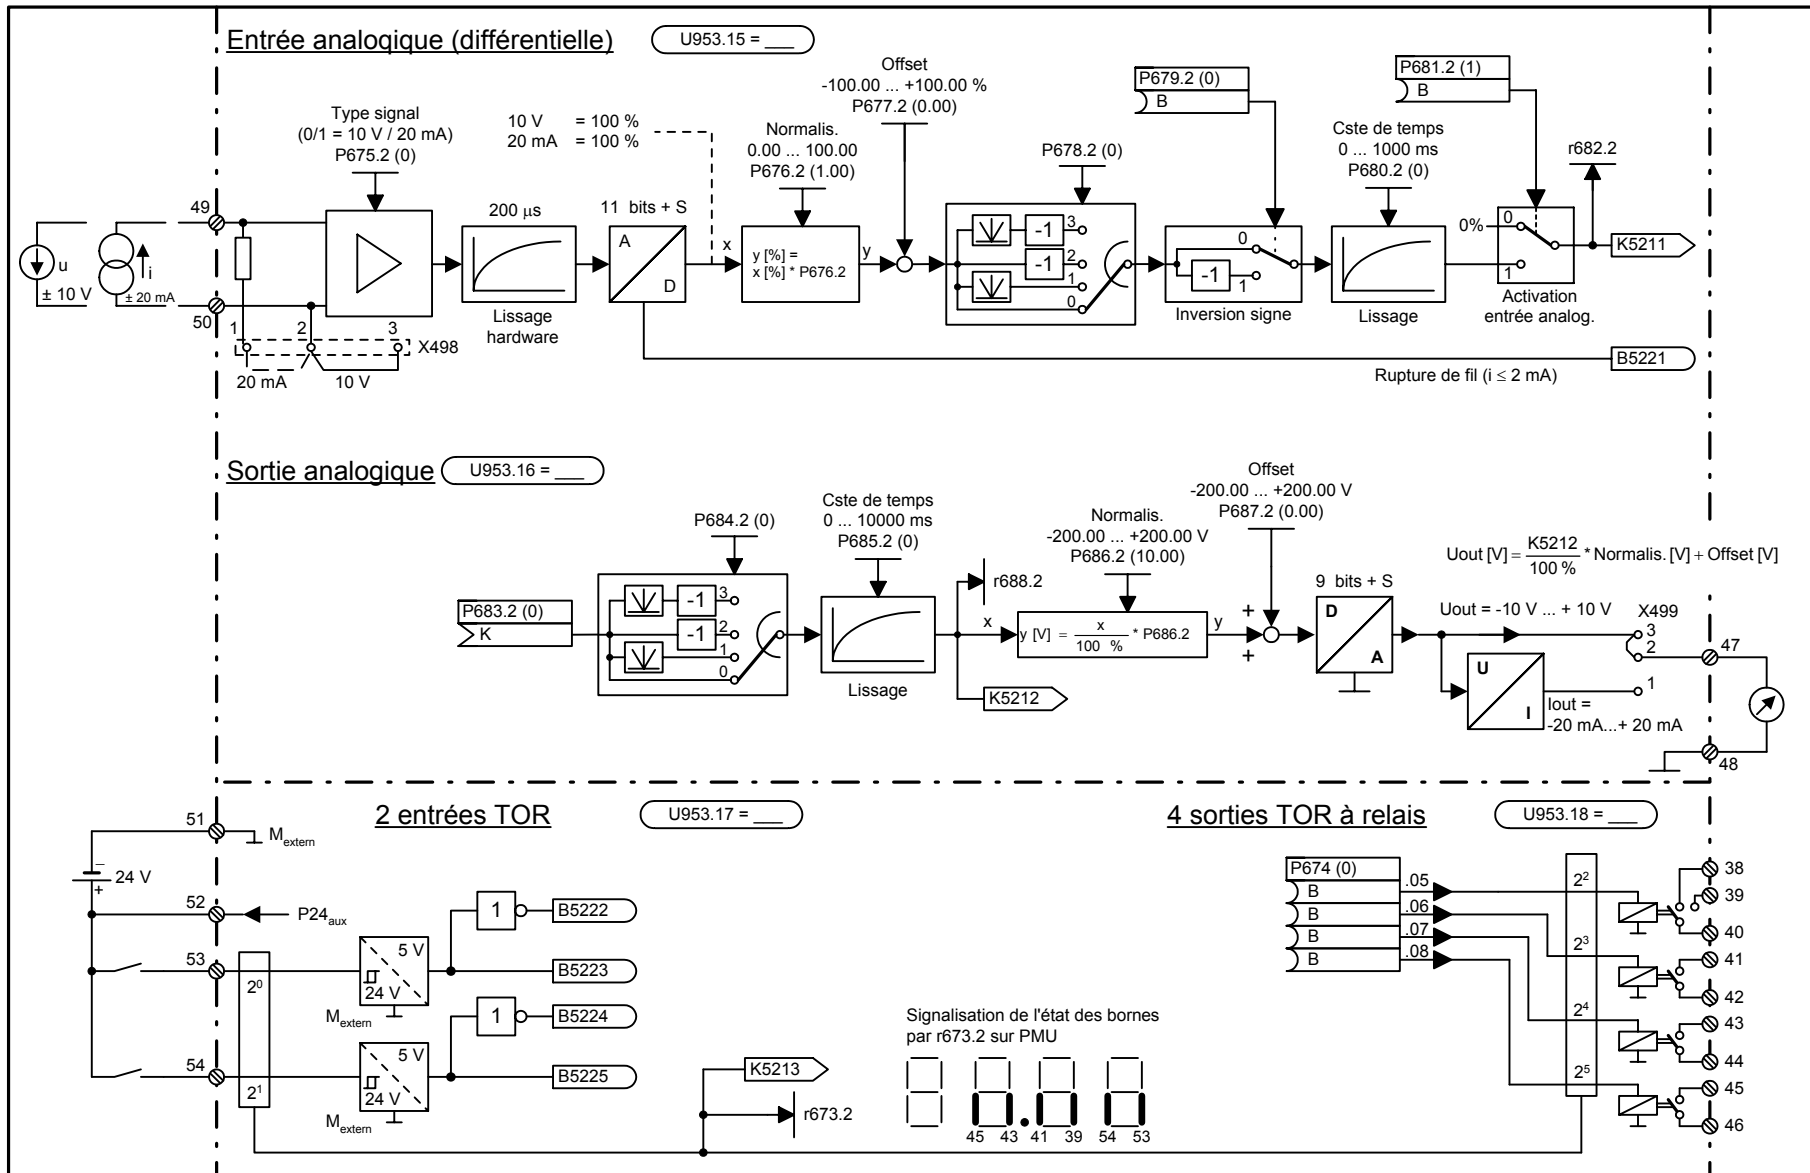 Entrée analogique (différentielle)
U953.15 = ___
Offset
-100.00 ... +100.00 %
P677.2 (0.00)
P679.2 (0)
B
P681.2 (1)
B
Type signal
(0/1 = 10 V / 20 mA)
P675.2 (0)
10 V = 100 %
20 mA = 100 %
Normalis.
0.00 ... 100.00
P676.2 (1.00)
P678.2 (0)
Cste de temps
0 ... 1000 ms
P680.2 (0)
r682.2
49
200 µs
11 bits + S
u
± 10 V
i
± 20 mA
50
A
D
x
y [%] =
x [%] * P676.2
y
-1
3
-1
2
1
0
0
-1
1
0%
0
1
K5211
Lissage
hardware
Inversion signe
Lissage
Activation
entrée analog.
1
2
3
X498
20 mA
10 V
B5221
Rupture de fil (i ≤ 2 mA)
Sortie analogique
U953.16 = ___
P684.2 (0)
Cste de temps
0 ... 10000 ms
P685.2 (0)
Normalis.
-200.00 ... +200.00 V
P686.2 (10.00)
Offset
-200.00 ... +200.00 V
P687.2 (0.00)
Uout [V] = K5212 / 100 % * Normalis. [V] + Offset [V]
r688.2
9 bits + S
P683.2 (0)
K
-1
3
-1
2
1
0
x
y [V] = x / 100 % * P686.2
y
+
+
D
A
Uout = -10 V ... + 10 V
X499
3
2
47
Lissage
K5212
U
I
1
Iout =
-20 mA...+ 20 mA
48
2 entrées TOR
U953.17 = ___
4 sorties TOR à relais
U953.18 = ___
51
Mextern
–
24 V
+
52
P24aux
53
2⁰
5 V
24 V
Mextern
1
B5222
B5223
1
B5224
54
2¹
5 V
24 V
Mextern
B5225
K5213
r673.2
Signalisation de l'état des bornes
par r673.2 sur PMU
45 43 41 39 54 53
P674 (0)
B
.05
B
.06
B
.07
B
.08
2²
2³
2⁴
2⁵
38
39
40
41
42
43
44
45
46